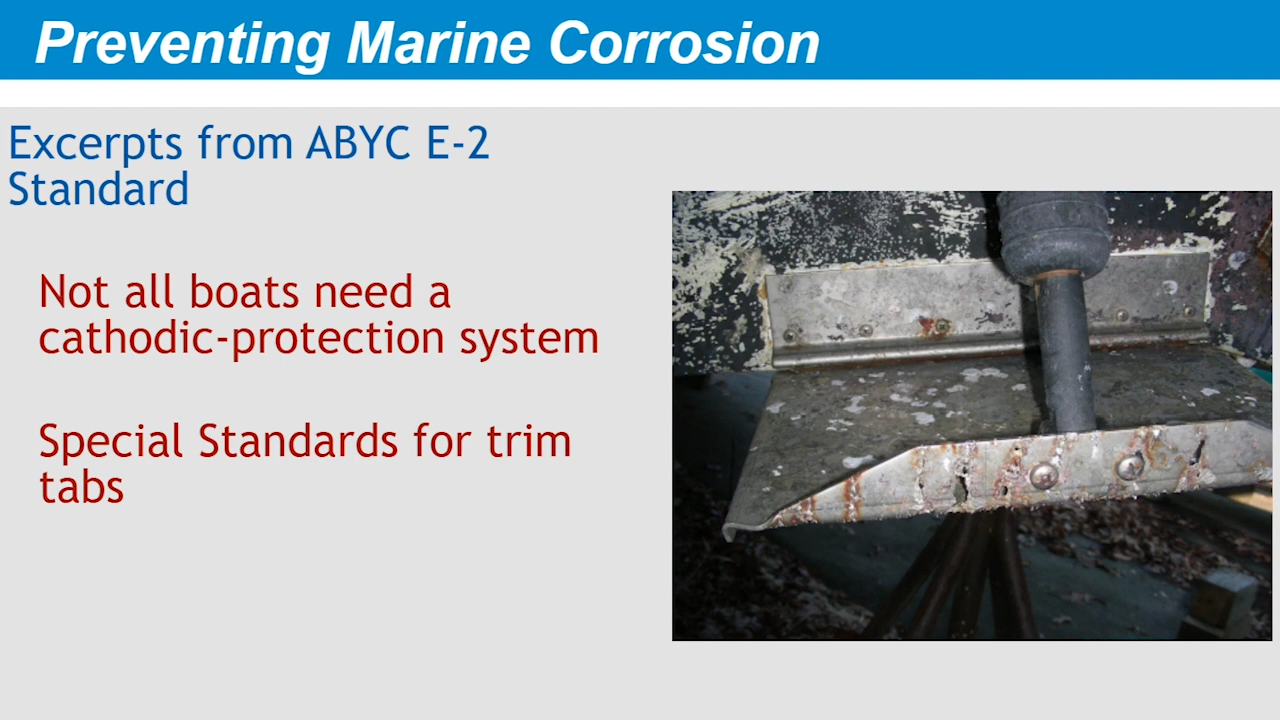 Preventing Marine Corrosion
Excerpts from ABYC E-2
Standard
Not all boats need a
cathodic-protection system
Special Standards for trim
tabs